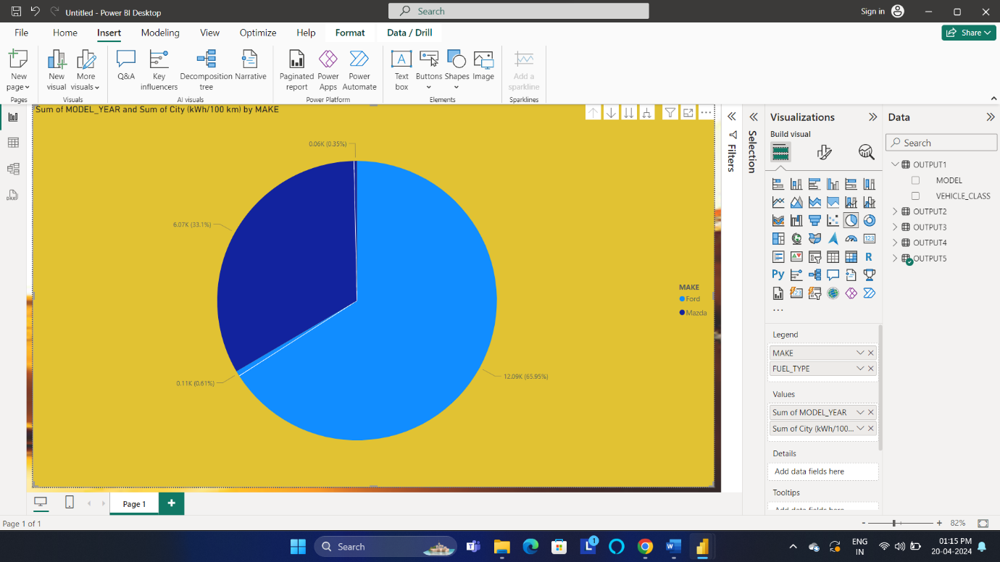 Untitled - Power BI Desktop
Search
Sign in
File Home Insert Modeling View Optimize Help Format Data / Drill
Share
New page
New visual
More visuals
Q&A
Key influencers
Decomposition tree
Narrative
Paginated report
Power Apps
Power Automate
Text box
Buttons
Shapes
Image
Add a sparkline
Pages
Visuals
AI visuals
Power Platform
Elements
Sparklines
Sum of MODEL_YEAR and Sum of City (kWh/100 km) by MAKE
0.06K (0.35%)
6.07K (33.1%)
0.11K (0.61%)
12.09K (65.95%)
MAKE
Ford
Mazda
Filters
Selection
Visualizations
Build visual
123
R
Py
123
Legend
MAKE
FUEL_TYPE
Values
Sum of MODEL_YEAR
Sum of City (kWh/100...
Details
Add data fields here
Tooltips
Add data fields here
Data
Search
OUTPUT1
MODEL
VEHICLE_CLASS
OUTPUT2
OUTPUT3
OUTPUT4
OUTPUT5
Page 1
Page 1 of 1
- + 82%
Search
1
L
W
ENG
IN
01:15 PM
20-04-2024